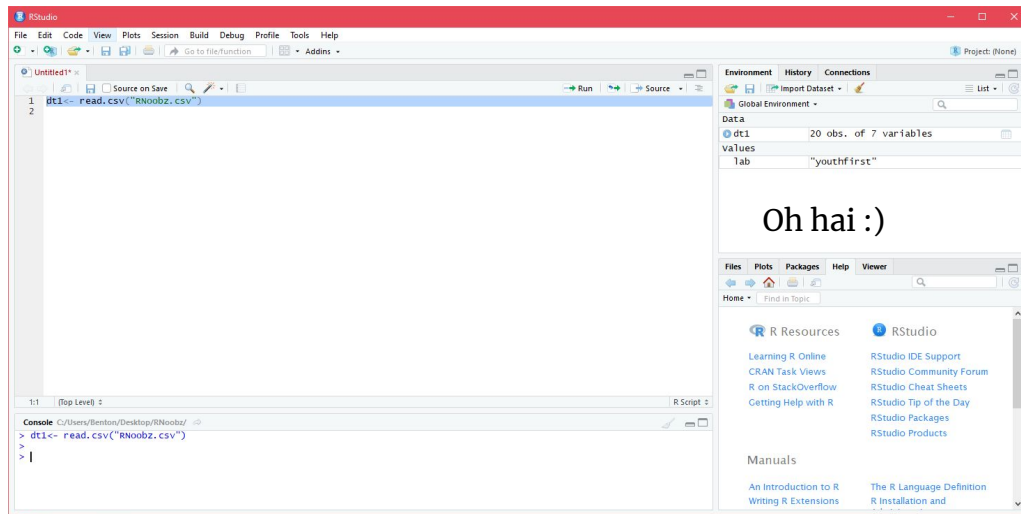 RStudio
File Edit Code View Plots Session Build Debug Profile Tools Help
Go to file/function Addins Project: (None)
Untitled1*
Source on Save Run Source
1 dt1<- read.csv("RNoobz.csv")
2
1:1 (Top Level) R Script
Console C:/Users/Benton/Desktop/RNoobz/
> dt1<- read.csv("RNoobz.csv")
>
>
Environment History Connections
Import Dataset List
Global Environment
Data
dt1 20 obs. of 7 variables
Values
lab "youthfirst"
Oh hai :)
Files Plots Packages Help Viewer
Home Find in Topic
R Resources RStudio
Learning R Online RStudio IDE Support
CRAN Task Views RStudio Community Forum
R on StackOverflow RStudio Cheat Sheets
Getting Help with R RStudio Tip of the Day
RStudio Packages
RStudio Products
Manuals
An Introduction to R The R Language Definition
Writing R Extensions R Installation and